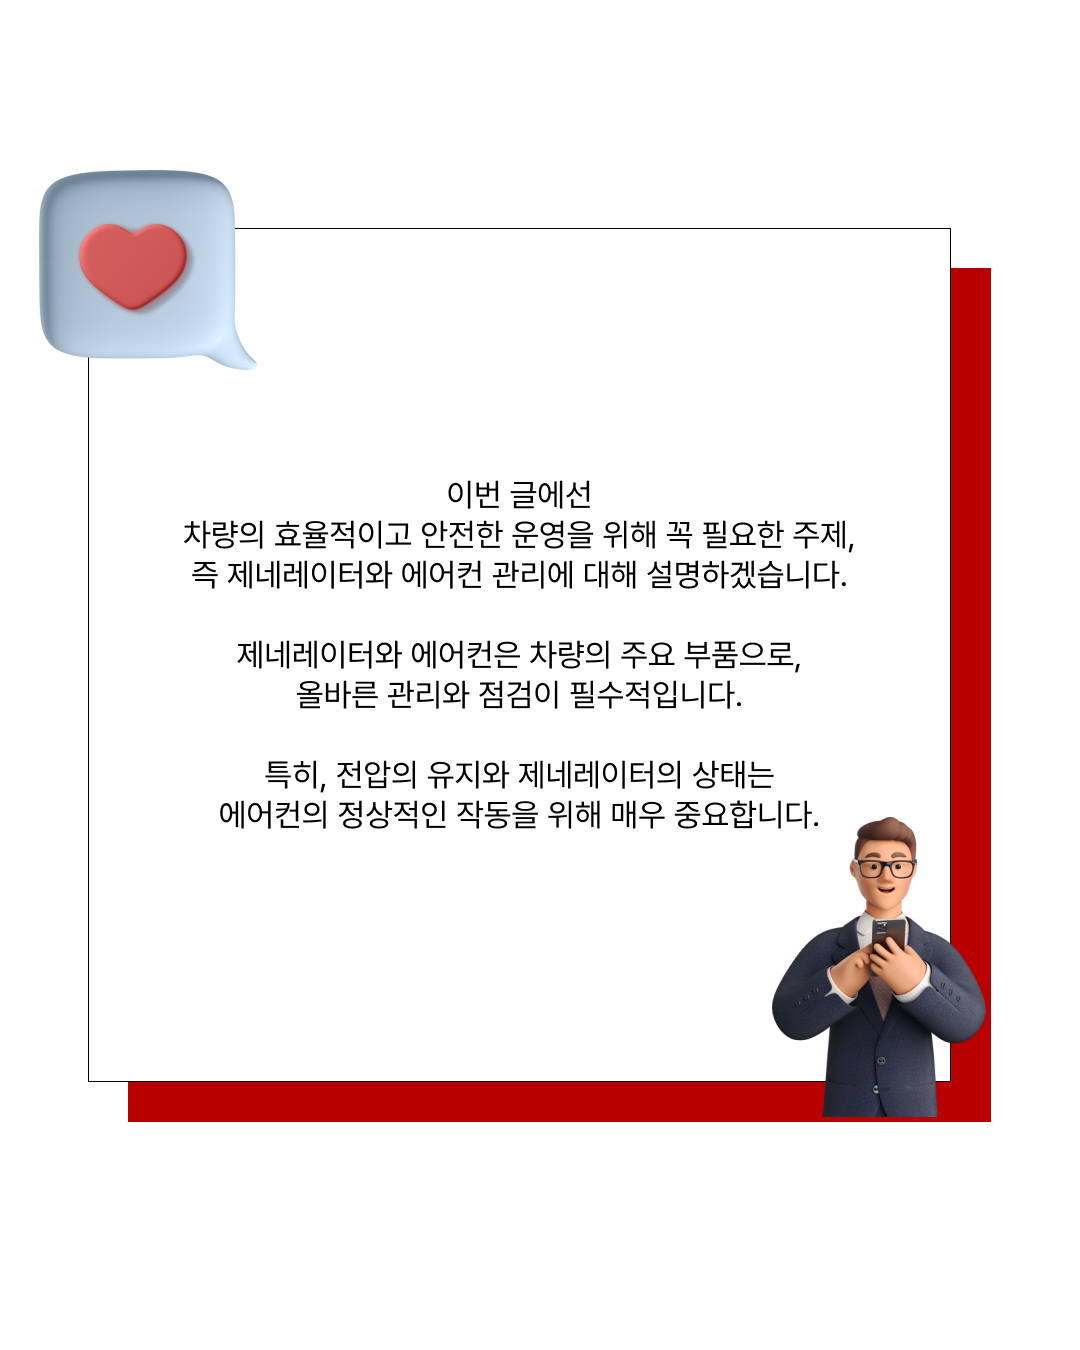 이번 글에선
차량의 효율적이고 안전한 운영을 위해 꼭 필요한 주제,
즉 제네레이터와 에어컨 관리에 대해 설명하겠습니다.
제네레이터와 에어컨은 차량의 주요 부품으로,
올바른 관리와 점검이 필수적입니다.
특히, 전압의 유지와 제네레이터의 상태는
에어컨의 정상적인 작동을 위해 매우 중요합니다.